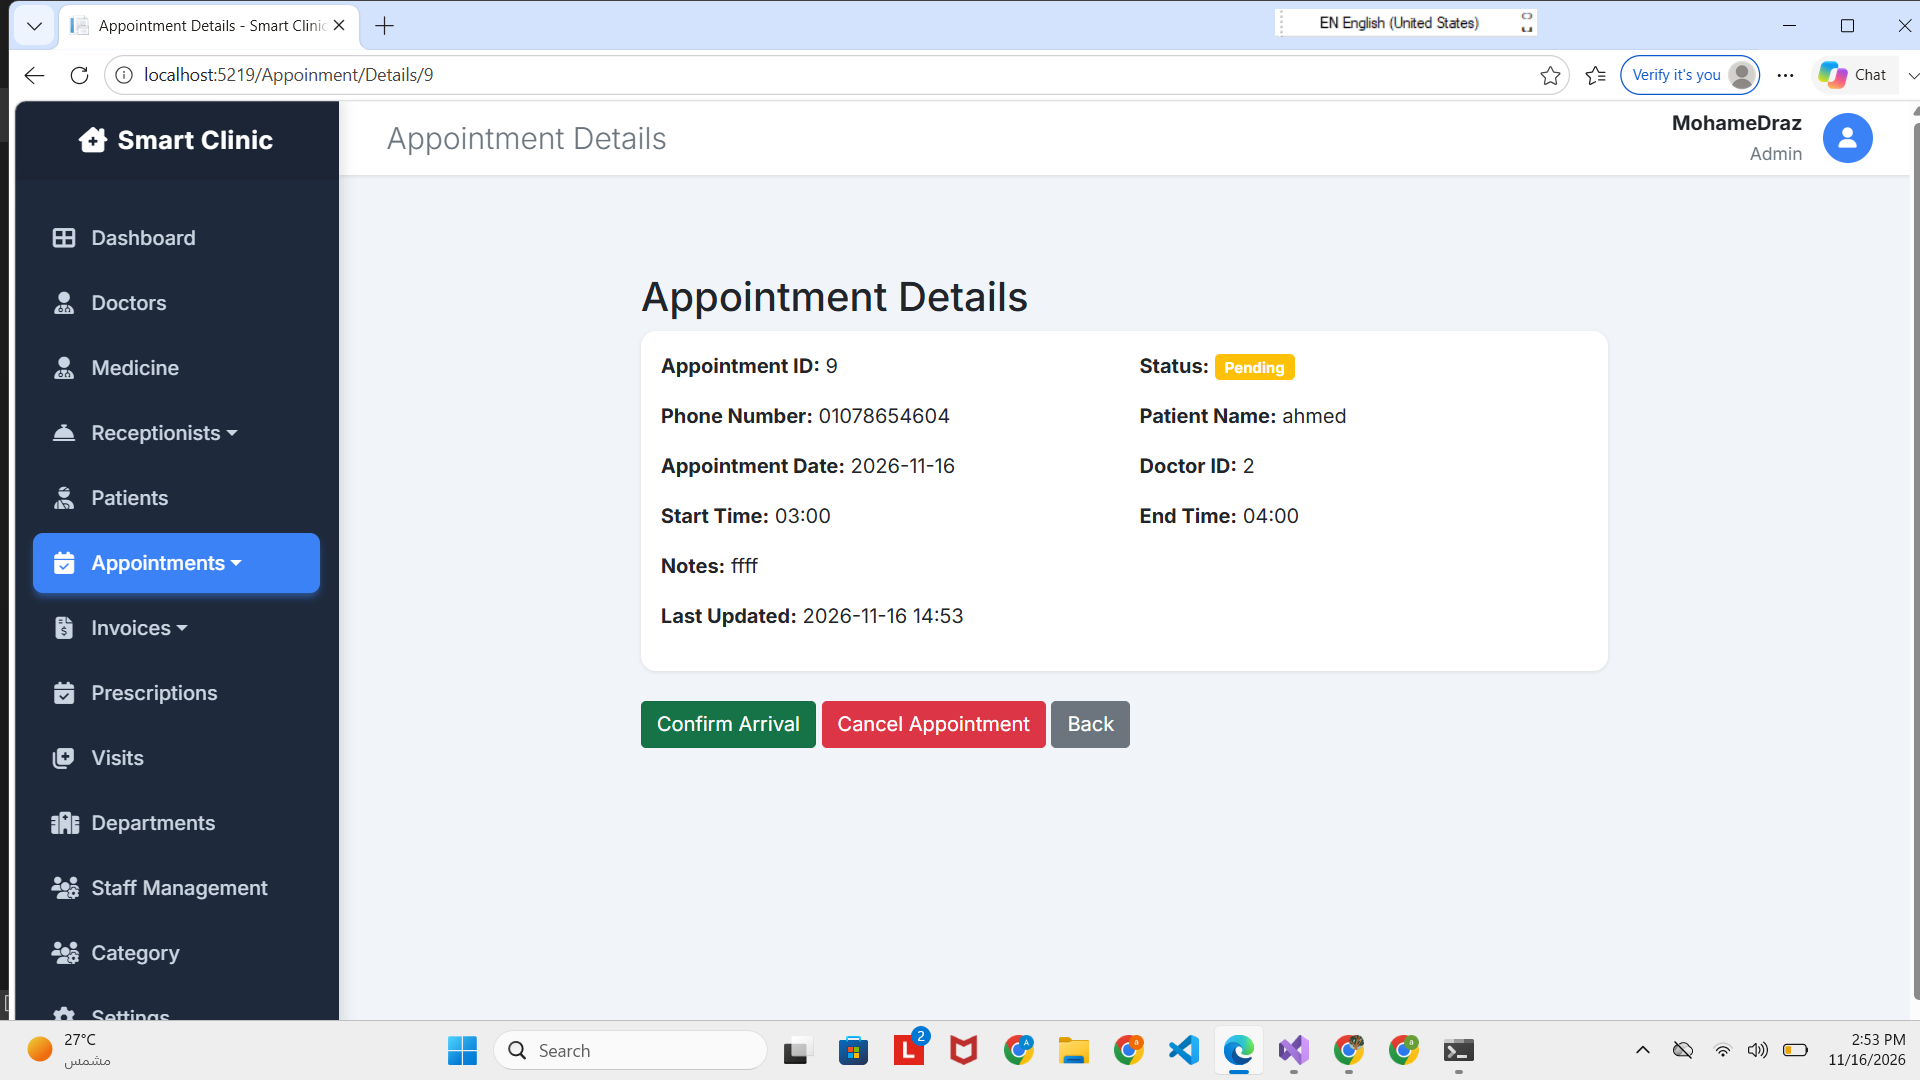 Appointment Details - Smart Clinic
EN English (United States)
localhost:5219/Appoinment/Details/9
Verify it's you
Chat
Smart Clinic
Appointment Details
MohameDraz
Admin
Dashboard
Doctors
Medicine
Receptionists
Patients
Appointments
Invoices
Prescriptions
Visits
Departments
Staff Management
Category
Settings
Appointment Details
Appointment ID: 9
Status: Pending
Phone Number: 01078654604
Patient Name: ahmed
Appointment Date: 2026-11-16
Doctor ID: 2
Start Time: 03:00
End Time: 04:00
Notes: ffff
Last Updated: 2026-11-16 14:53
Confirm Arrival
Cancel Appointment
Back
27°C
مشمس
Search
L
2
A
a
a
2:53 PM
11/16/2026